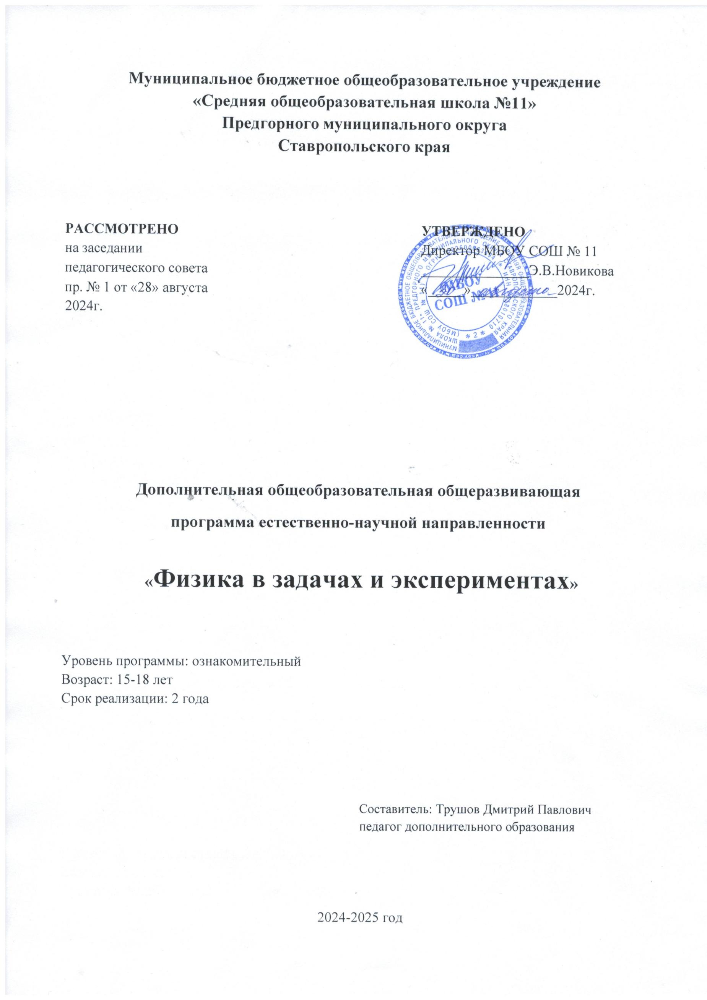 Муниципальное бюджетное общеобразовательное учреждение
«Средняя общеобразовательная школа №11»
Предгорного муниципального округа
Ставропольского края
РАССМОТРЕНО
на заседании
педагогического совета
пр. № 1 от «28» августа
2024г.
УТВЕРЖДЕНО
Директор МБОУ СОШ № 11
Э.В.Новикова
« » августа 2024г.
МБОУ
СОШ № 11
Дополнительная общеобразовательная общеразвивающая
программа естественно-научной направленности
«Физика в задачах и экспериментах»
Уровень программы: ознакомительный
Возраст: 15-18 лет
Срок реализации: 2 года
Составитель: Трушов Дмитрий Павлович
педагог дополнительного образования
2024-2025 год